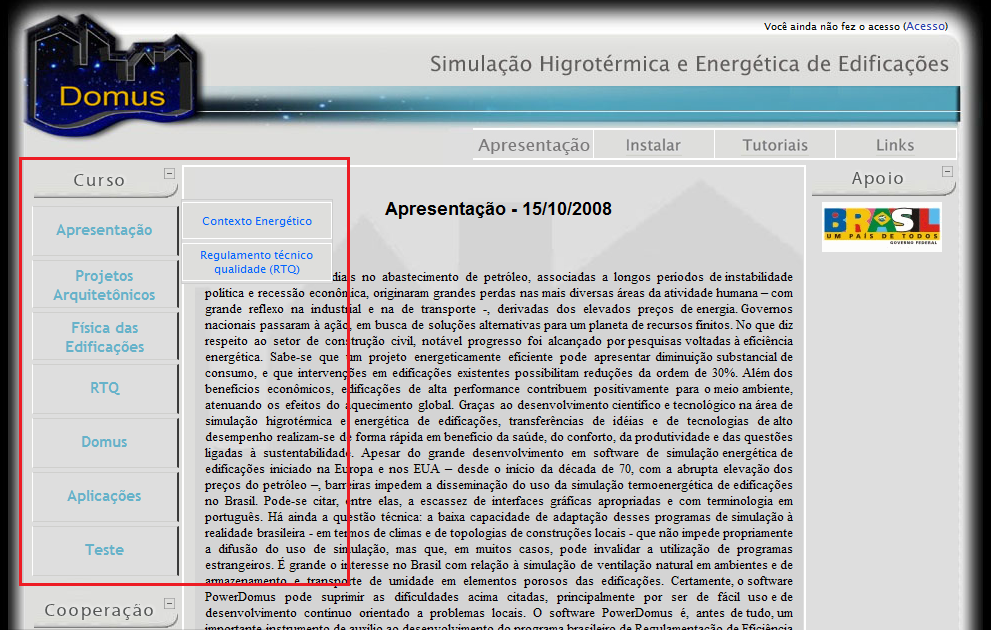 Você ainda não fez o acesso (Acesso)
Simulação Higrotérmica e Energética de Edificações
Domus
Apresentação Instalar Tutoriais Links
Curso
Apresentação
Projetos
Arquitetônicos
Física das
Edificações
RTQ
Domus
Aplicações
Teste
Cooperação
Contexto Energético
Regulamento técnico
qualidade (RTQ)
Apresentação - 15/10/2008
diais no abastecimento de petróleo, associadas a longos períodos de instabilidade
política e recessão econômica, originaram grandes perdas nas mais diversas áreas da atividade humana – com
grande reflexo na industrial e na de transporte -, derivadas dos elevados preços de energia. Governos
nacionais passaram à ação, em busca de soluções alternativas para um planeta de recursos finitos. No que diz
respeito ao setor de construção civil, notável progresso foi alcançado por pesquisas voltadas à eficiência
energética. Sabe-se que um projeto energeticamente eficiente pode apresentar diminuição substancial de
consumo, e que intervenções em edificações existentes possibilitam reduções da ordem de 30%. Além dos
benefícios econômicos, edificações de alta performance contribuem positivamente para o meio ambiente,
atenuando os efeitos do aquecimento global. Graças ao desenvolvimento científico e tecnológico na área de
simulação higrotérmica e energética de edificações, transferências de idéias e de tecnologias de alto
desempenho realizam-se de forma rápida em benefício da saúde, do conforto, da produtividade e das questões
ligadas à sustentabilidade. Apesar do grande desenvolvimento em software de simulação energética de
edificações iniciado na Europa e nos EUA – desde o início da década de 70, com a abrupta elevação dos
preços do petróleo –, barreiras impedem a disseminação do uso da simulação termoenergética de edificações
no Brasil. Pode-se citar, entre elas, a escassez de interfaces gráficas apropriadas e com terminologia em
português. Há ainda a questão técnica: a baixa capacidade de adaptação desses programas de simulação à
realidade brasileira - em termos de climas e de topologias de construções locais - que não impede propriamente
a difusão do uso de simulação, mas que, em muitos casos, pode invalidar a utilização de programas
estrangeiros. É grande o interesse no Brasil com relação à simulação de ventilação natural em ambientes e de
armazenamento e transporte de umidade em elementos porosos das edificações. Certamente, o software
PowerDomus pode suprimir as dificuldades acima citadas, principalmente por ser de fácil uso e de
desenvolvimento contínuo orientado a problemas locais. O software PowerDomus é, antes de tudo, um
importante instrumento de auxílio ao desenvolvimento do programa brasileiro de Regulamentação de Eficiência
Apoio
BRASIL
UM PAÍS DE TODOS
GOVERNO FEDERAL